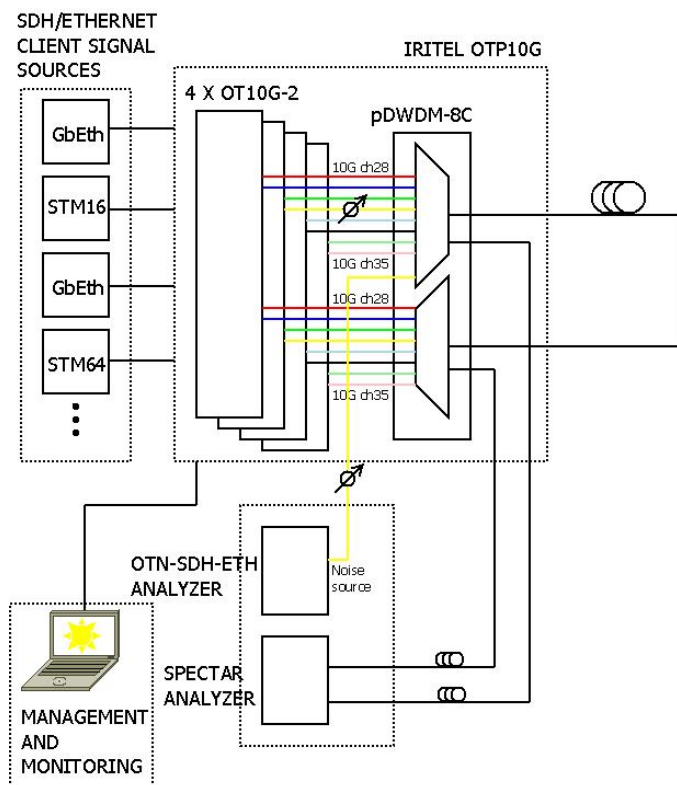 SDH/ETHERNET
CLIENT SIGNAL
SOURCES
IRITEL OTP10G
4 X OT10G-2
pDWDM-8C
GbEth
STM16
GbEth
STM64
10G ch28
10G ch35
10G ch28
10G ch35
OTN-SDH-ETH
ANALYZER
Noise
source
SPECTAR
ANALYZER
MANAGEMENT
AND
MONITORING